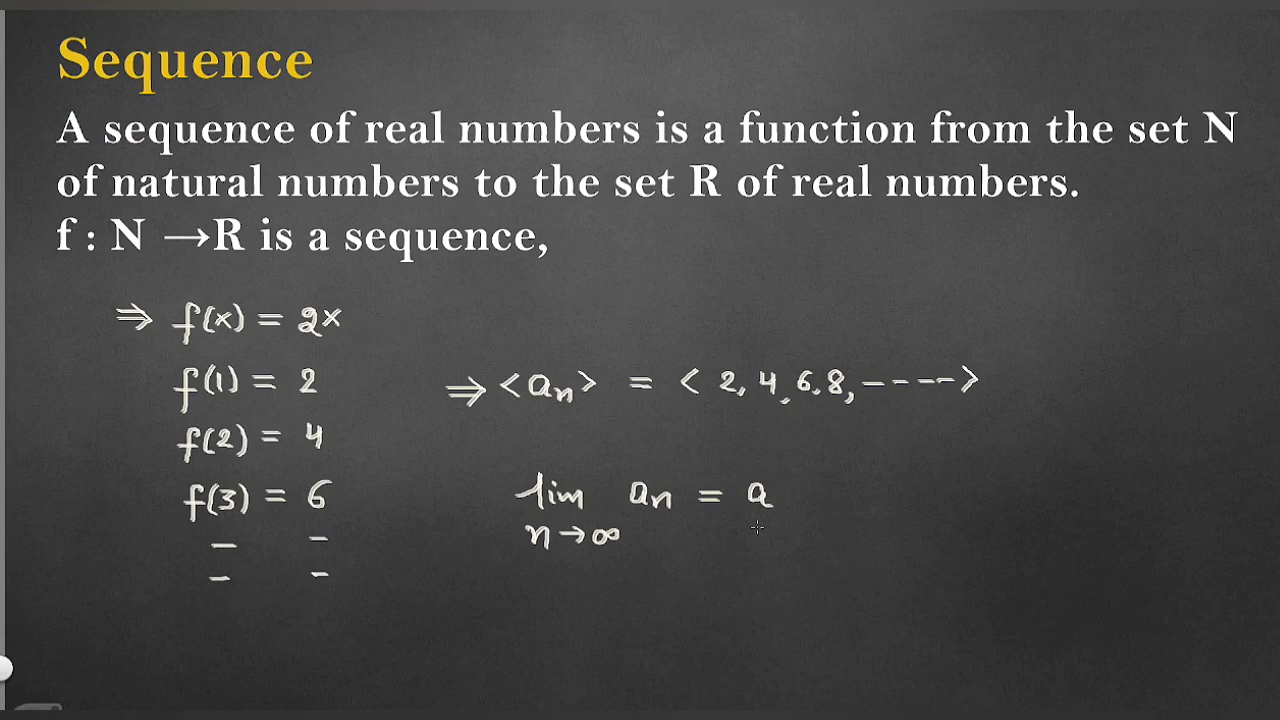 Sequence
A sequence of real numbers is a function from the set N
of natural numbers to the set R of real numbers.
f : N →R is a sequence,
⇒ f(x) = 2x
f(1) = 2
⇒ <an> = < 2, 4, 6, 8, ----->
f(2) = 4
f(3) = 6
lim an = a
n→∞
– –
– –